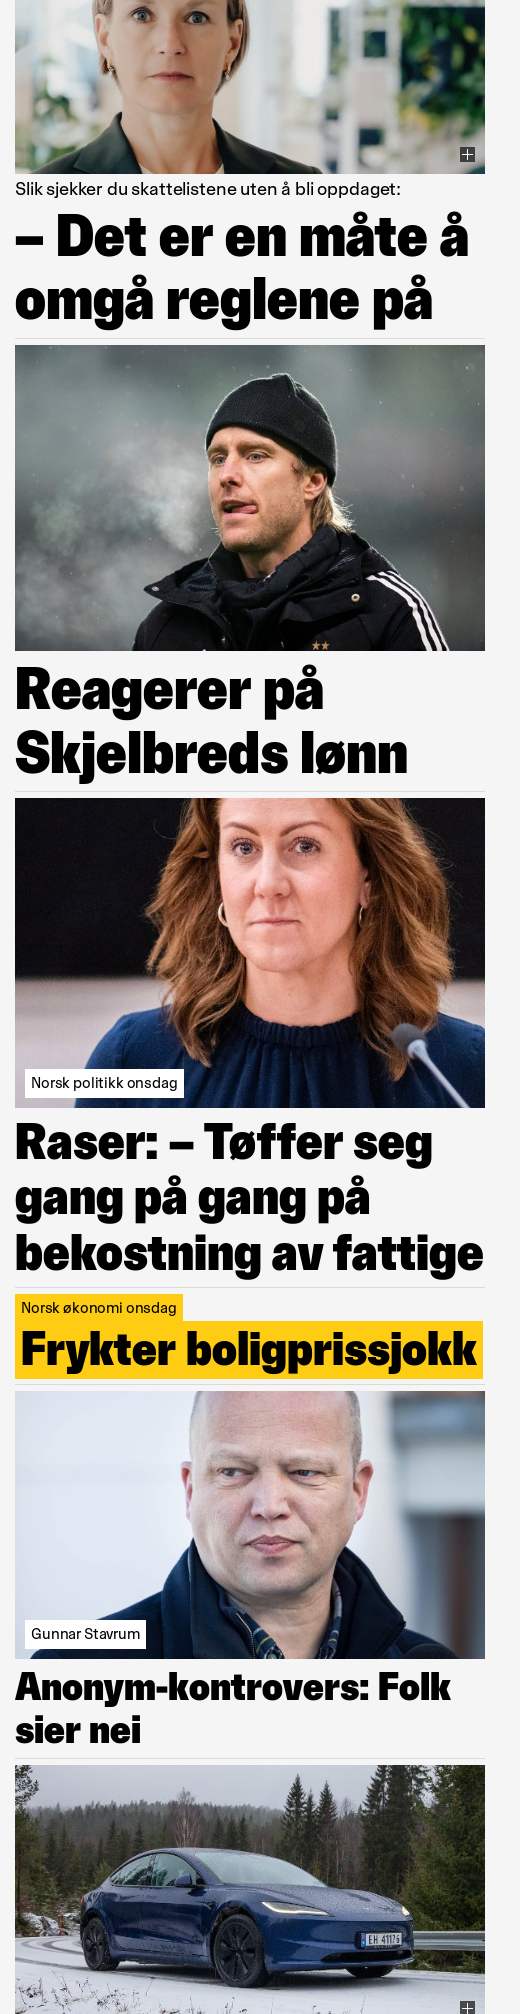 Slik sjekker du skattelistene uten å bli oppdaget:
– Det er en måte å
omgå reglene på
Reagerer på
Skjelbreds lønn
Norsk politikk onsdag
Raser: – Tøffer seg
gang på gang på
bekostning av fattige
Norsk økonomi onsdag
Frykter boligprissjokk
Gunnar Stavrum
Anonym-kontrovers: Folk
sier nei
EH 41176